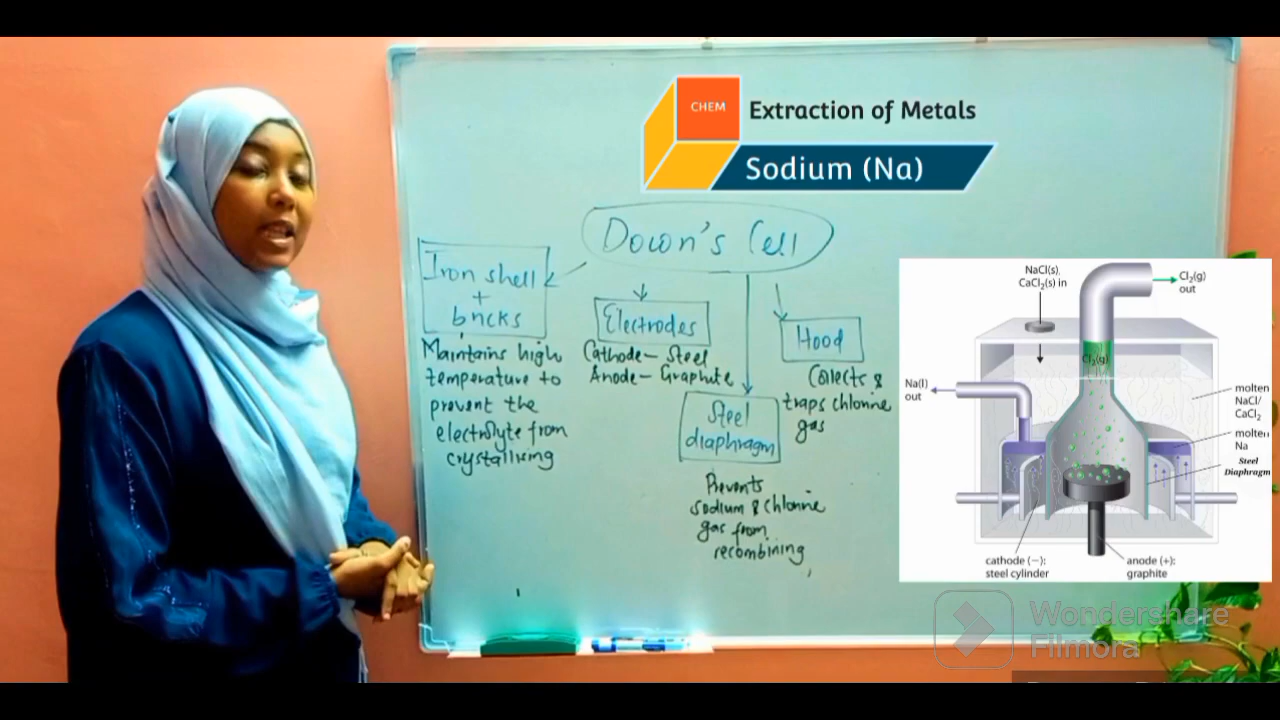 CHEM
Extraction of Metals
Sodium (Na)
Down's Cell
Iron shell
+
bricks
Maintains high
temperature to
prevent the
electrolyte from
crystallising
Electrodes
Cathode – Steel
Anode – Graphite
Steel
diaphragm
Prevents
sodium & chlorine
gas from
recombining
Hood
Collects &
traps chlorine
gas
NaCl(s),
CaCl₂(s) in
Cl₂(g)
out
Cl₂(g)
Na(l)
out
molten
NaCl/
CaCl₂
molten
Na
Steel
Diaphragm
cathode (—):
steel cylinder
anode (+):
graphite
Wondershare
Filmora